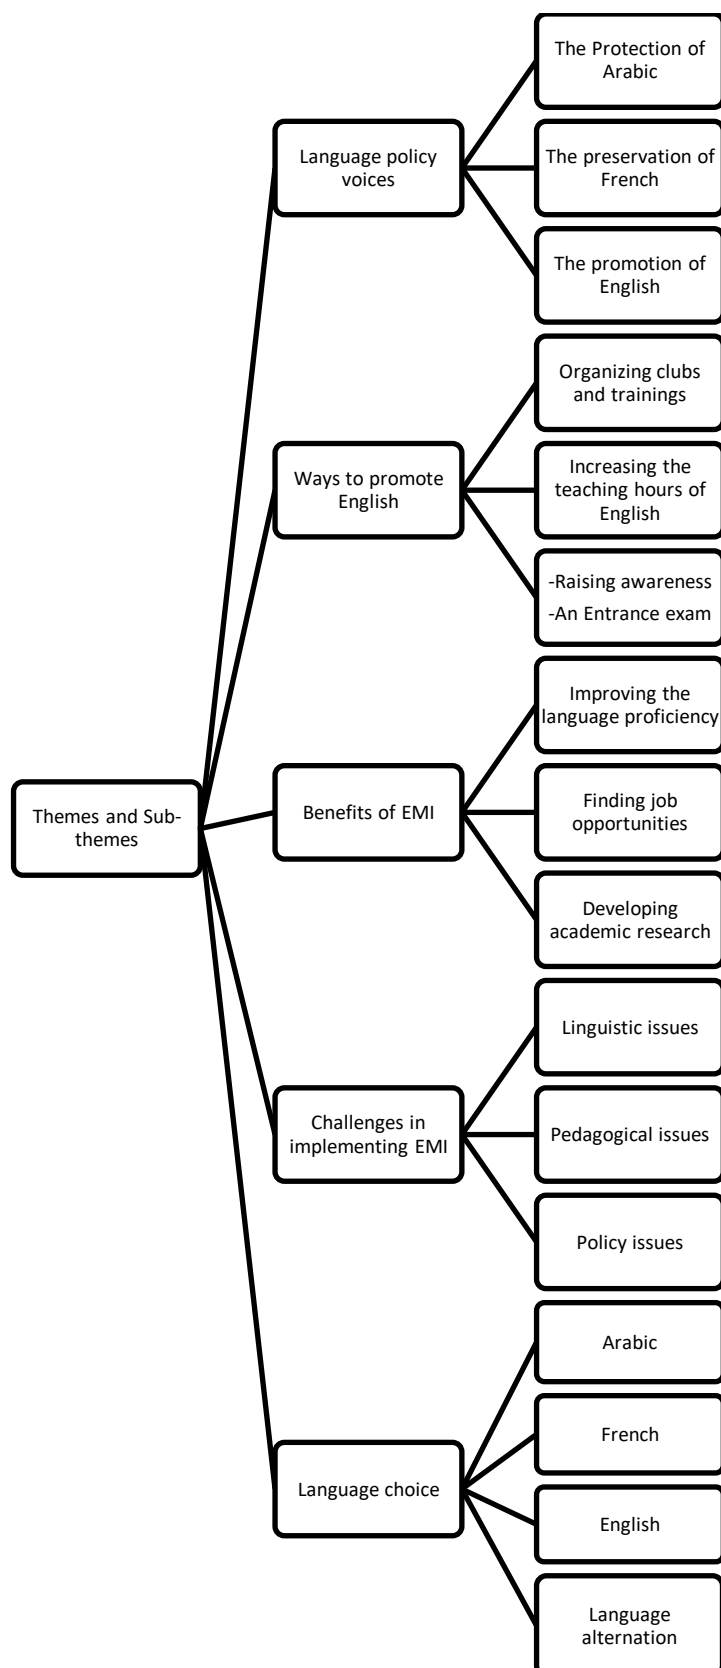 Themes and Sub-
themes
Language policy
voices
The Protection of
Arabic
The preservation of
French
The promotion of
English
Ways to promote
English
Organizing clubs
and trainings
Increasing the
teaching hours of
English
-Raising awareness
-An Entrance exam
Benefits of EMI
Improving the
language proficiency
Finding job
opportunities
Developing
academic research
Challenges in
implementing EMI
Linguistic issues
Pedagogical issues
Policy issues
Language choice
Arabic
French
English
Language
alternation